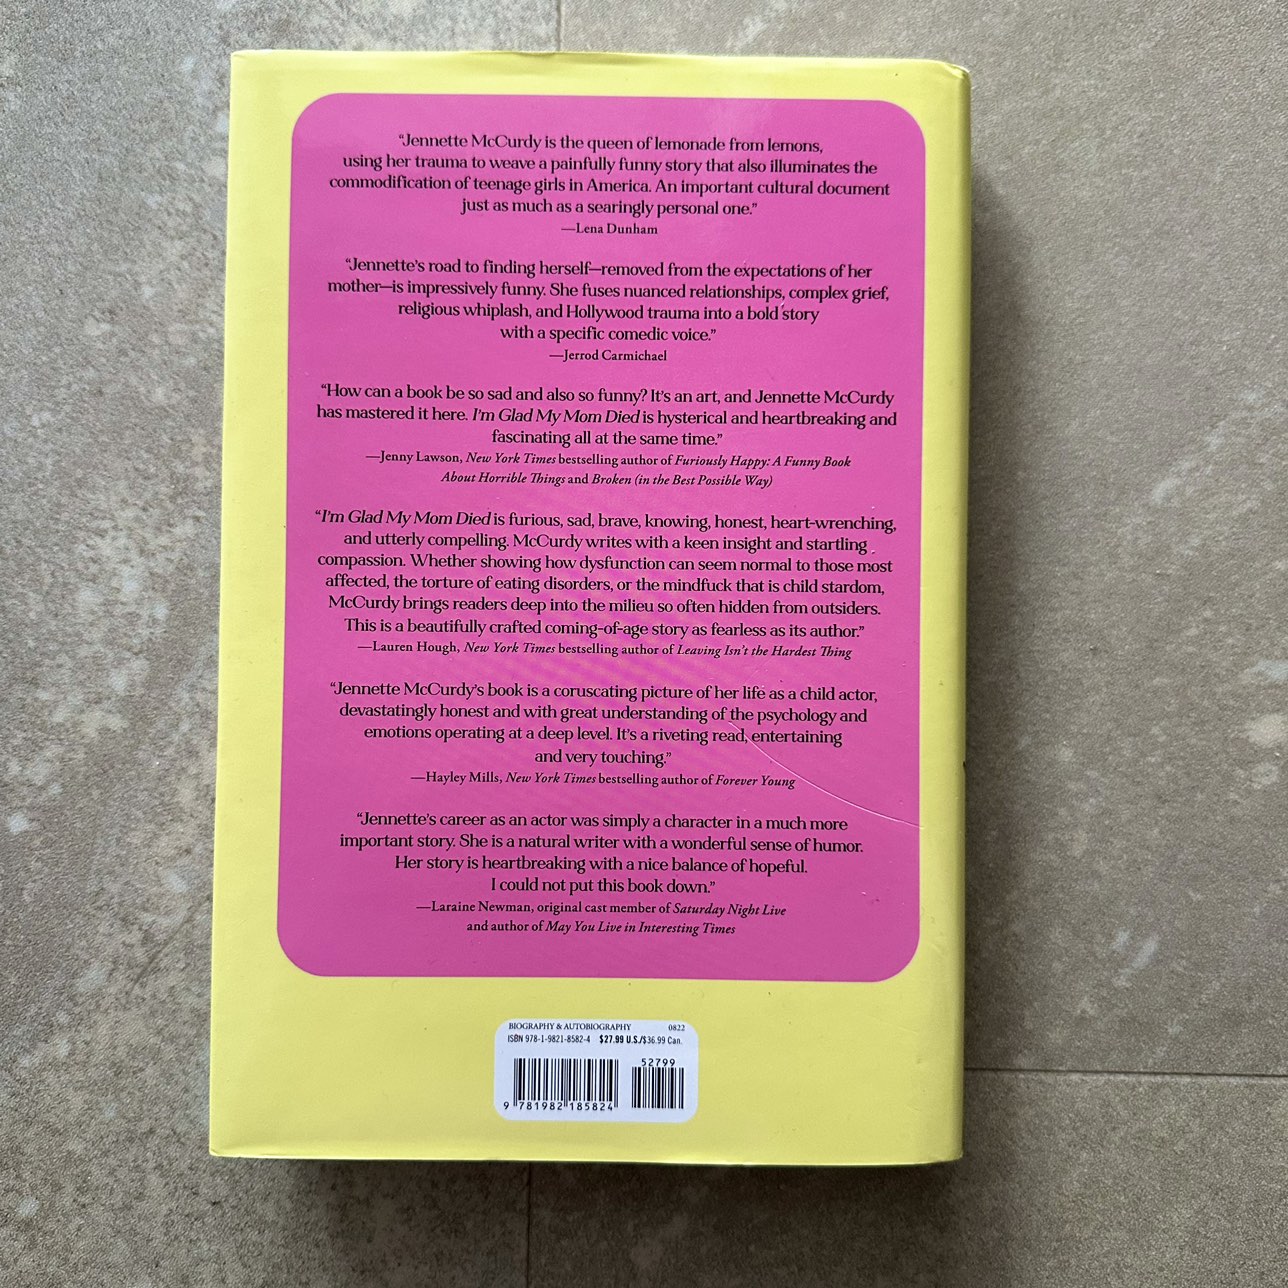 “Jennette McCurdy is the queen of lemonade from lemons,
using her trauma to weave a painfully funny story that also illuminates the
commodification of teenage girls in America. An important cultural document
just as much as a searingly personal one.”
—Lena Dunham
“Jennette’s road to finding herself—removed from the expectations of her
mother—is impressively funny. She fuses nuanced relationships, complex grief,
religious whiplash, and Hollywood trauma into a bold story
with a specific comedic voice.”
—Jerrod Carmichael
“How can a book be so sad and also so funny? It’s an art, and Jennette McCurdy
has mastered it here. I’m Glad My Mom Died is hysterical and heartbreaking and
fascinating all at the same time.”
—Jenny Lawson, New York Times bestselling author of Furiously Happy: A Funny Book
About Horrible Things and Broken (in the Best Possible Way)
“I’m Glad My Mom Died is furious, sad, brave, knowing, honest, heart-wrenching,
and utterly compelling. McCurdy writes with a keen insight and startling
compassion. Whether showing how dysfunction can seem normal to those most
affected, the torture of eating disorders, or the mindfuck that is child stardom,
McCurdy brings readers deep into the milieu so often hidden from outsiders.
This is a beautifully crafted coming-of-age story as fearless as its author.”
—Lauren Hough, New York Times bestselling author of Leaving Isn’t the Hardest Thing
“Jennette McCurdy’s book is a coruscating picture of her life as a child actor,
devastatingly honest and with great understanding of the psychology and
emotions operating at a deep level. It’s a riveting read, entertaining
and very touching.”
—Hayley Mills, New York Times bestselling author of Forever Young
“Jennette’s career as an actor was simply a character in a much more
important story. She is a natural writer with a wonderful sense of humor.
Her story is heartbreaking with a nice balance of hopeful.
I could not put this book down.”
—Laraine Newman, original cast member of Saturday Night Live
and author of May You Live in Interesting Times
BIOGRAPHY & AUTOBIOGRAPHY 0822
ISBN 978-1-9821-8582-4 $27.99 U.S./$36.99 Can.
52799
9 781982 185824